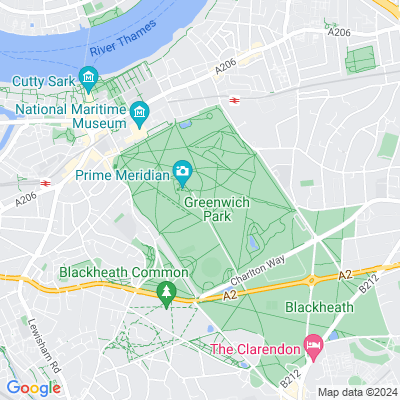 River Thames
A206
Cutty Sark
A206
National Maritime
Museum
Prime Meridian
A206
Greenwich
Park
Charlton Way
Blackheath Common
A2
A2
B212
Blackheath
Lewisham Rd
The Clarendon
B212
Google
Map data ©2024